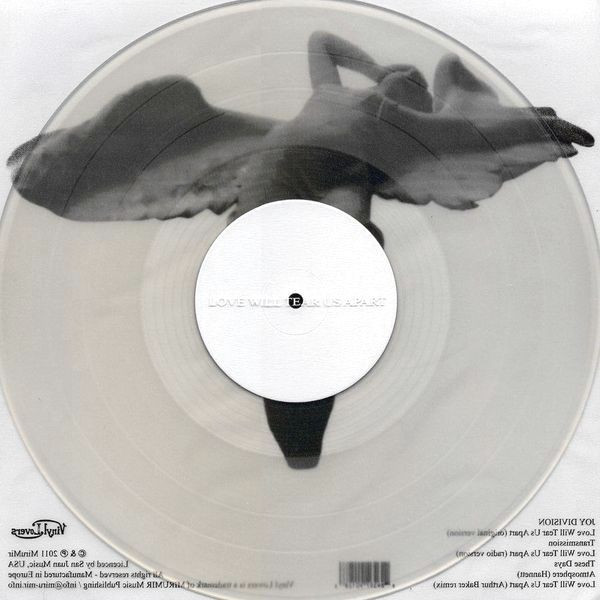 LOVE WILL TEAR US APART
JOY DIVISION
Love Will Tear Us Apart (original version)
Transmission
Love Will Tear Us Apart (radio version)
These Days
Atmosphere (Hannett)
Love Will Tear Us Apart (Arthur Baker remix)
Vinyl Lovers
© & ℗ 2011 MiruMir
Licenced by San Juan Music, USA.
All rights reserved - Manufactured in Europe
Vinyl Lovers is a trademark of MIRUMIR Music Publishing / info@miru-mir.info